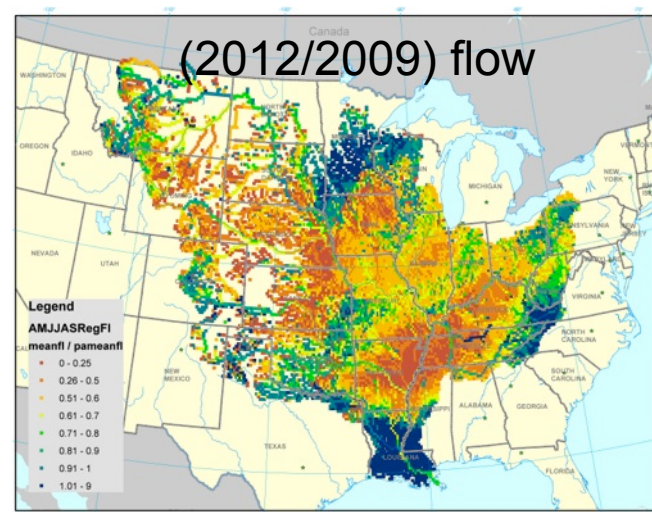 Canada
(2012/2009) flow
WASHINGTON
OREGON
IDAHO
MICHIGAN
NEW YORK
NEVADA
UTAH
VIRGINIA
NORTH CAROLINA
SOUTH CAROLINA
NEW MEXICO
ALABAMA
GEORGIA
TEXAS
LOUISIANA
FLORIDA
Legend
AMJJASRegFl
meanfl / pameanfl
0 - 0.25
0.26 - 0.5
0.51 - 0.6
0.61 - 0.7
0.71 - 0.8
0.81 - 0.9
0.91 - 1
1.01 - 9